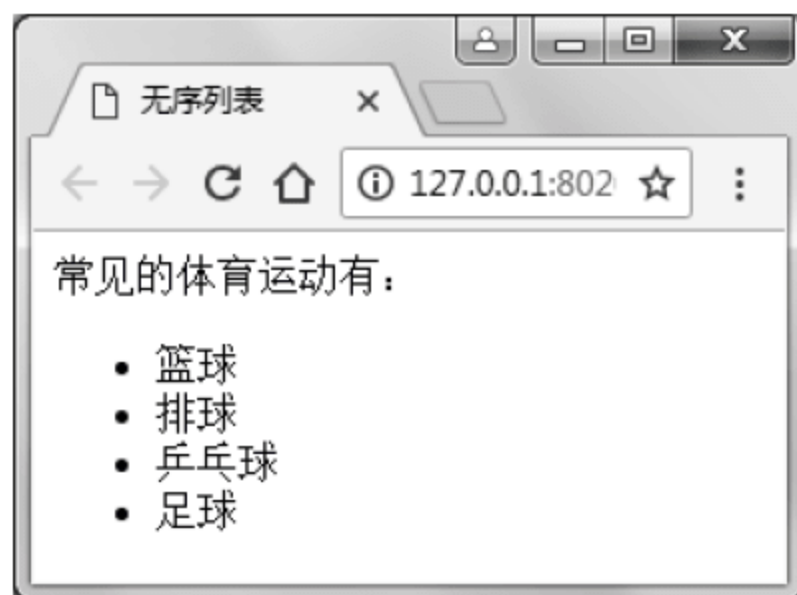 无序列表
127.0.0.1:802
常见的体育运动有：
• 篮球
• 排球
• 乒乓球
• 足球